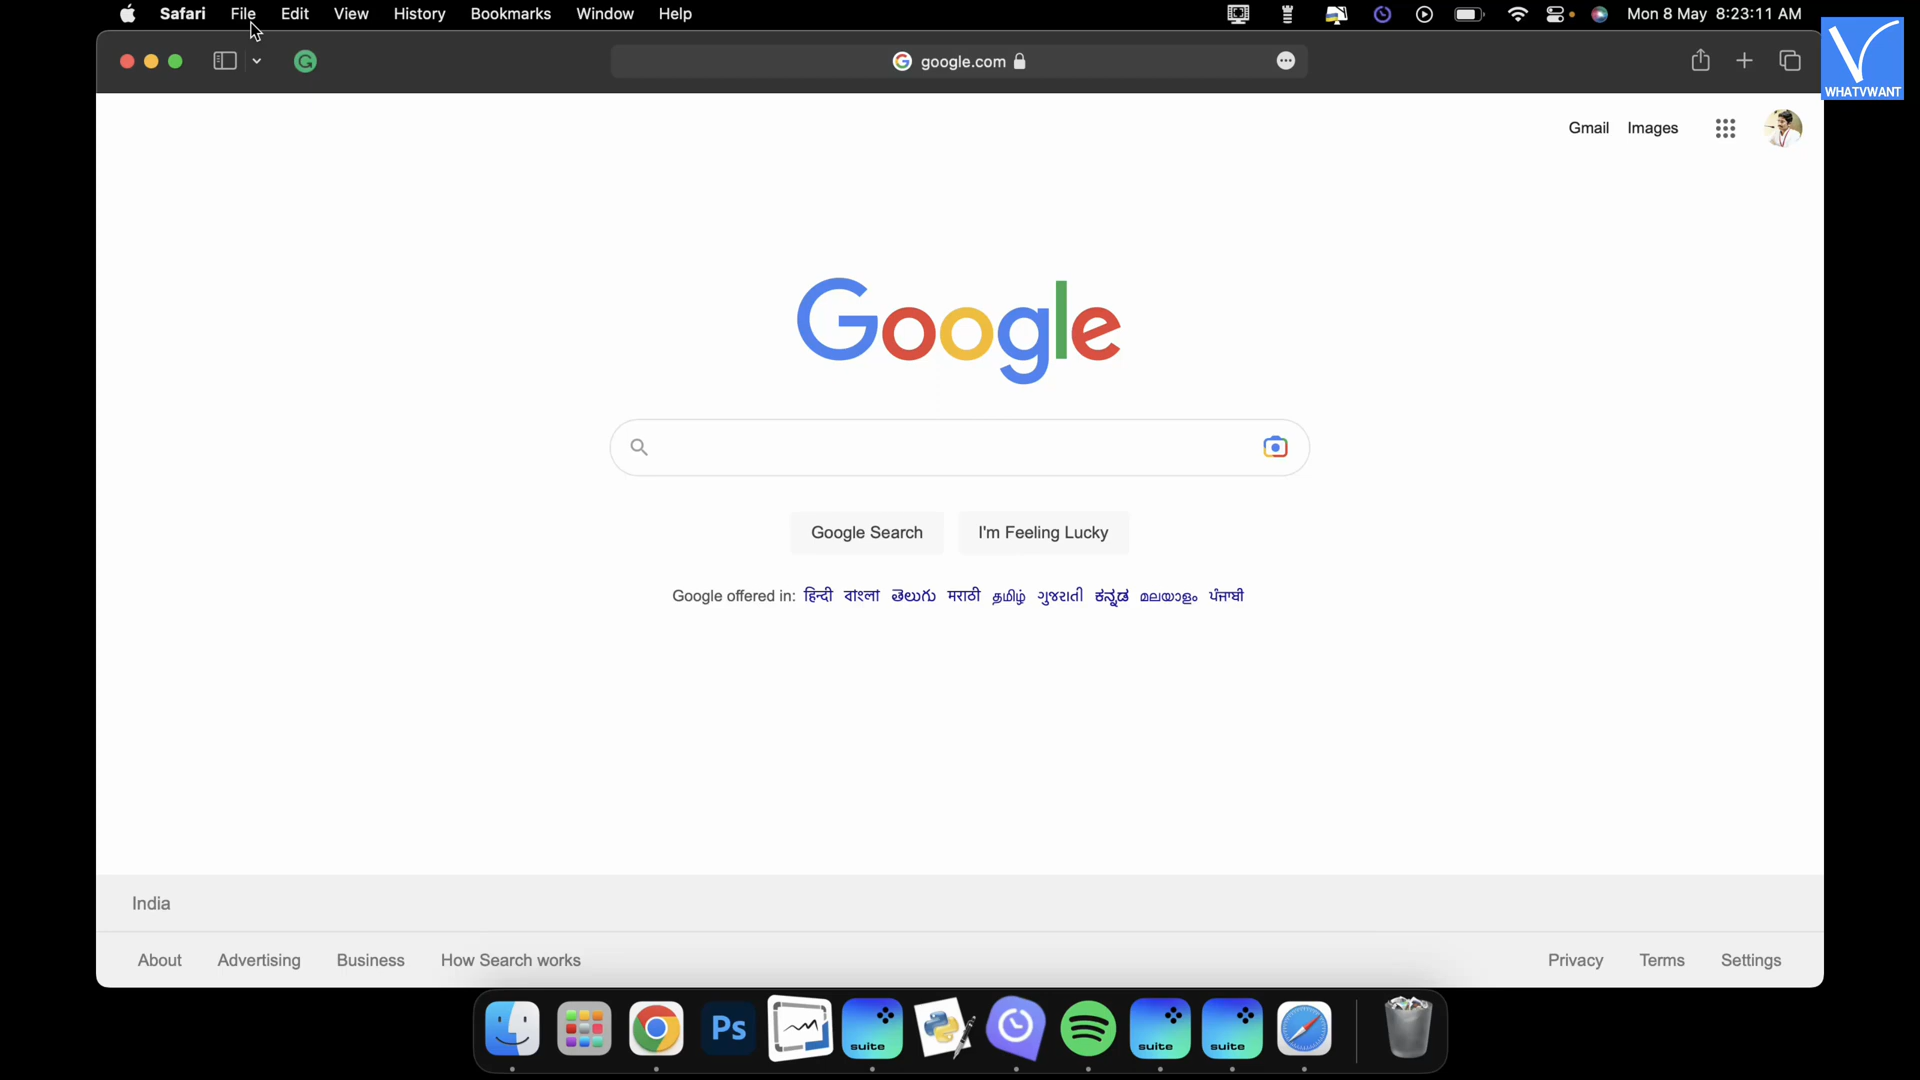 Safari File Edit View History Bookmarks Window Help Mon 8 May 8:23:11 AM
WHATVWANT
google.com
Gmail Images
Google
Google Search I'm Feeling Lucky
Google offered in: हिन्दी বাংলা తెలుగు मराठी தமிழ் ગુજરાતી ಕನ್ನಡ മലയാളം ਪੰਜਾਬੀ
India
About Advertising Business How Search works Privacy Terms Settings
Ps suite suite suite